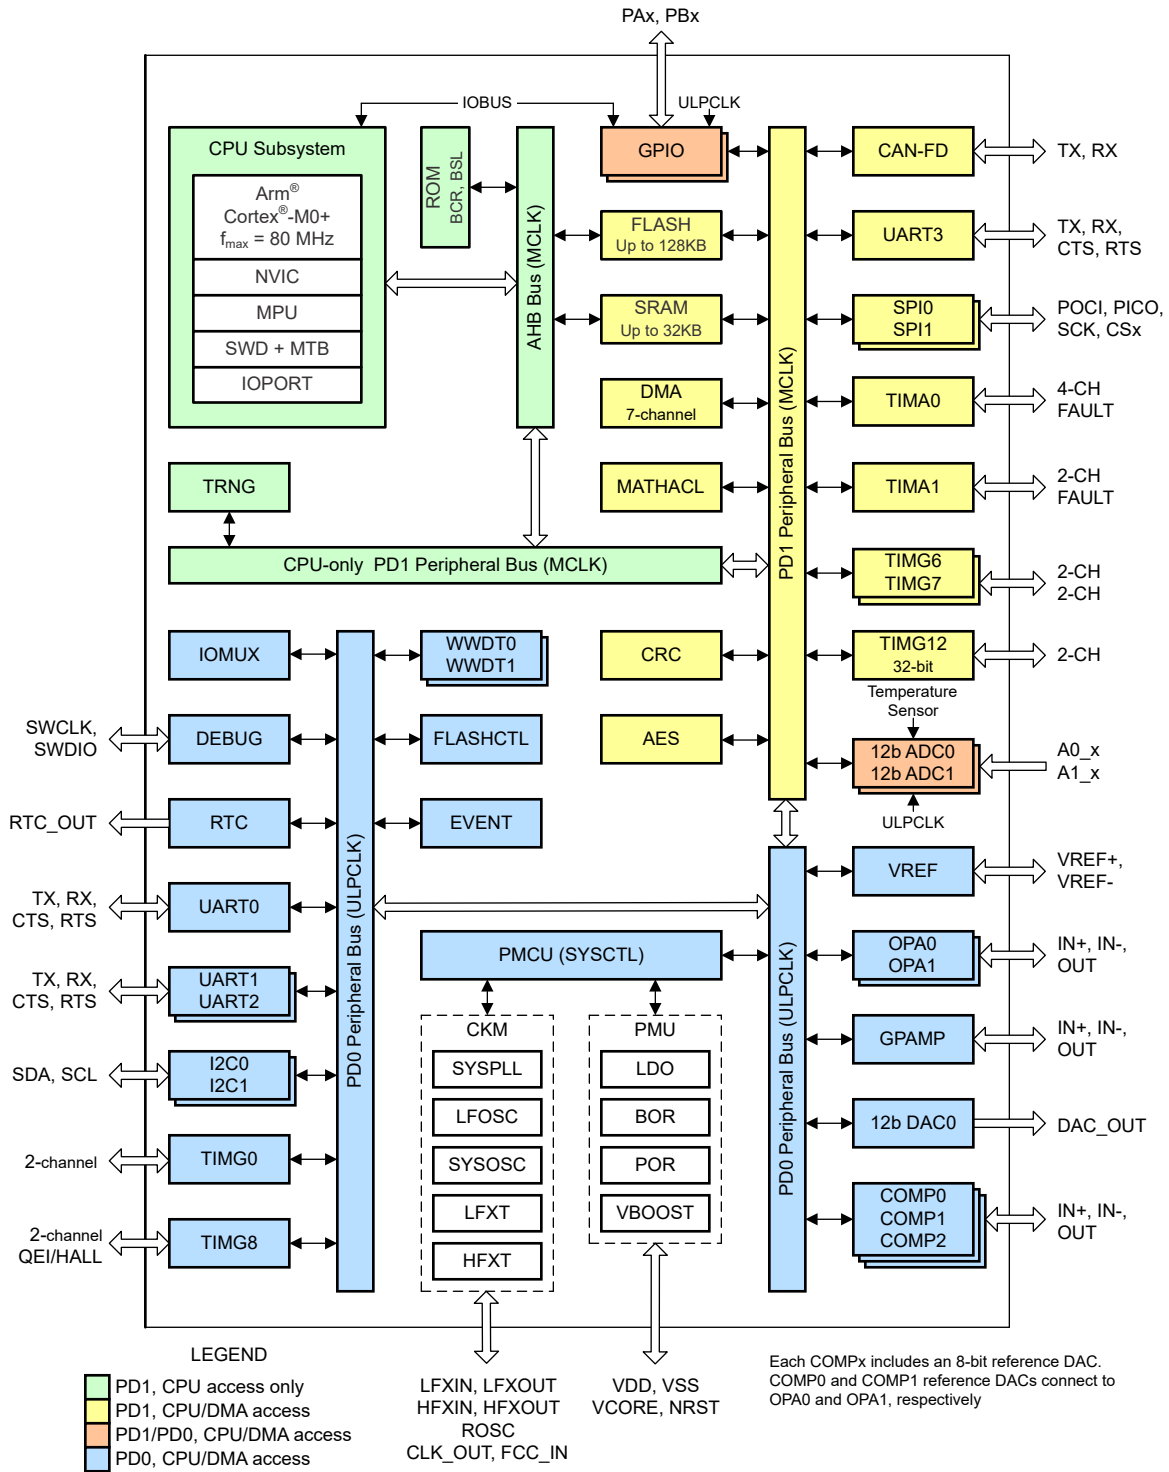 PAx, PBx
IOBUS
ULPCLK
CPU Subsystem
Arm®
Cortex®-M0+
fmax = 80 MHz
NVIC
MPU
SWD + MTB
IOPORT
ROM
BCR, BSL
AHB Bus (MCLK)
GPIO
FLASH
Up to 128KB
SRAM
Up to 32KB
DMA
7-channel
MATHACL
PD1 Peripheral Bus (MCLK)
CAN-FD
TX, RX
UART3
TX, RX,
CTS, RTS
SPI0
SPI1
POCI, PICO,
SCK, CSx
TIMA0
4-CH
FAULT
TIMA1
2-CH
FAULT
TRNG
CPU-only PD1 Peripheral Bus (MCLK)
TIMG6
TIMG7
2-CH
2-CH
IOMUX
WWDT0
WWDT1
CRC
TIMG12
32-bit
2-CH
Temperature
Sensor
SWCLK,
SWDIO
DEBUG
FLASHCTL
AES
12b ADC0
12b ADC1
A0_x
A1_x
ULPCLK
RTC_OUT
RTC
EVENT
PD0 Peripheral Bus (ULPCLK)
VREF
VREF+,
VREF-
TX, RX,
CTS, RTS
UART0
PMCU (SYSCTL)
PD0 Peripheral Bus (ULPCLK)
OPA0
OPA1
IN+, IN-,
OUT
TX, RX,
CTS, RTS
UART1
UART2
CKM
SYSPLL
LFOSC
SYSOSC
LFXT
HFXT
PMU
LDO
BOR
POR
VBOOST
GPAMP
IN+, IN-,
OUT
SDA, SCL
I2C0
I2C1
12b DAC0
DAC_OUT
2-channel
TIMG0
COMP0
COMP1
COMP2
IN+, IN-,
OUT
2-channel
QEI/HALL
TIMG8
LEGEND
PD1, CPU access only
PD1, CPU/DMA access
PD1/PD0, CPU/DMA access
PD0, CPU/DMA access
LFXIN, LFXOUT
HFXIN, HFXOUT
ROSC
CLK_OUT, FCC_IN
VDD, VSS
VCORE, NRST
Each COMPx includes an 8-bit reference DAC.
COMP0 and COMP1 reference DACs connect to
OPA0 and OPA1, respectively